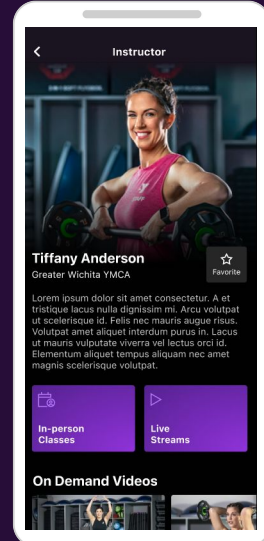 Instructor
Tiffany Anderson
Greater Wichita YMCA
Favorite
Lorem ipsum dolor sit amet consectetur. A et
tristique lacus nulla dignissim mi. Arcu volutpat
ut scelerisque id. Felis nec mauris augue risus.
Volutpat amet aliquet interdum purus in. Lacus
ut mauris vulputate viverra vel lectus orci id.
Elementum aliquet tempus aliquam nec amet
magnis scelerisque volutpat.
In-person
Classes
Live
Streams
On Demand Videos